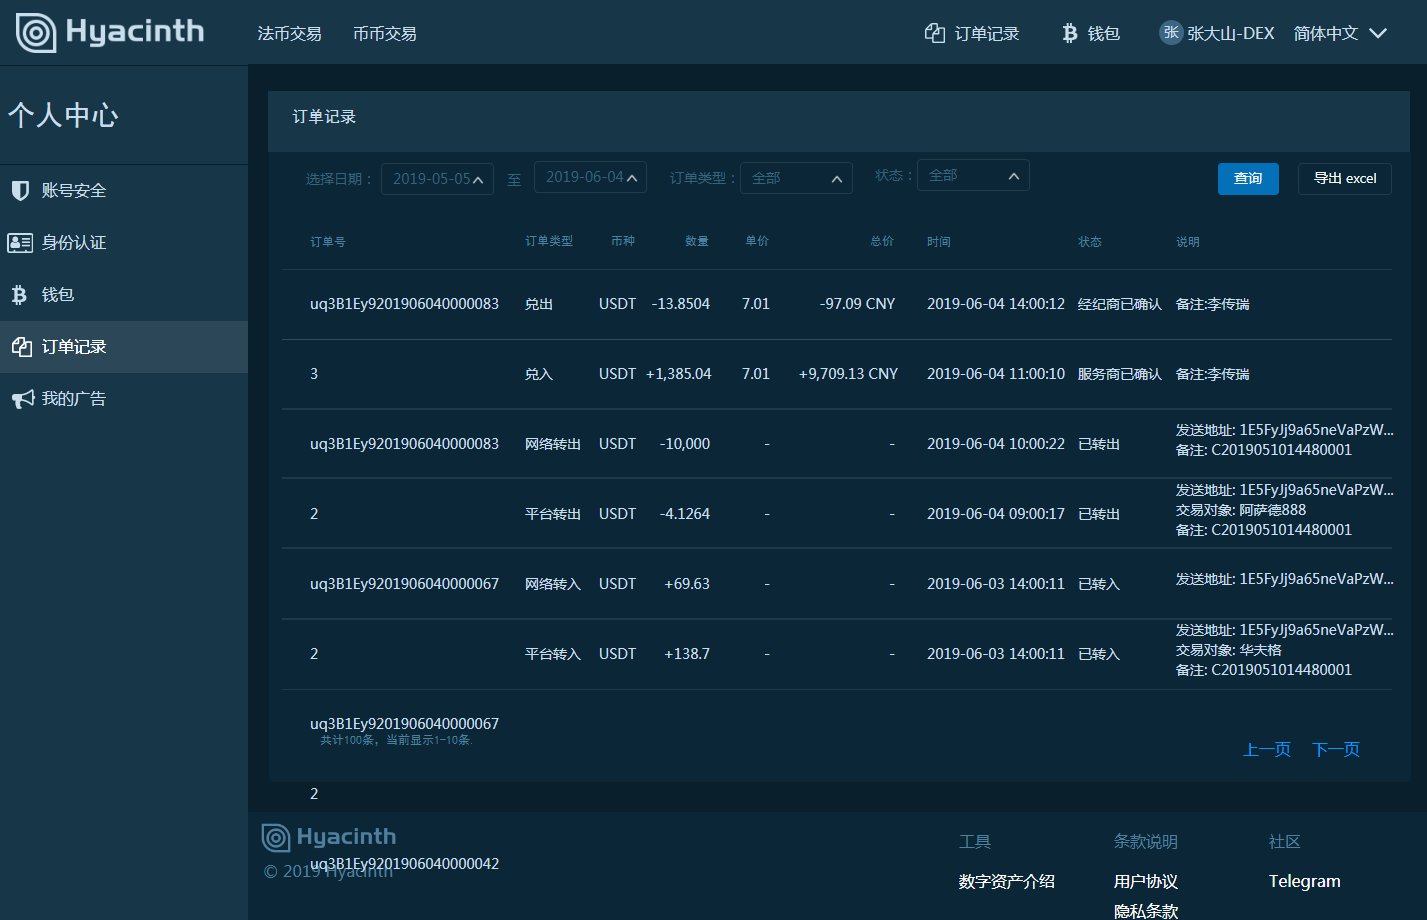 Hyacinth 法币交易 币币交易 订单记录 钱包 张 张大山-DEX 简体中文
个人中心
账号安全
身份认证
钱包
订单记录
我的广告
订单记录
选择日期： 2019-05-05 至 2019-06-04 订单类型： 全部 状态： 全部 查询 导出 excel
订单号 订单类型 币种 数量 单价 总价 时间 状态 说明
uq3B1Ey9201906040000083 兑出 USDT -13.8504 7.01 -97.09 CNY 2019-06-04 14:00:12 经纪商已确认 备注:李传瑞
3 兑入 USDT +1,385.04 7.01 +9,709.13 CNY 2019-06-04 11:00:10 服务商已确认 备注:李传瑞
uq3B1Ey9201906040000083 网络转出 USDT -10,000 - - 2019-06-04 10:00:22 已转出
发送地址: 1E5FyJj9a65neVaPzW...
备注: C2019051014480001
2 平台转出 USDT -4.1264 - - 2019-06-04 09:00:17 已转出
发送地址: 1E5FyJj9a65neVaPzW...
交易对象: 阿萨德888
备注: C2019051014480001
uq3B1Ey9201906040000067 网络转入 USDT +69.63 - - 2019-06-03 14:00:11 已转入
发送地址: 1E5FyJj9a65neVaPzW...
2 平台转入 USDT +138.7 - - 2019-06-03 14:00:11 已转入
发送地址: 1E5FyJj9a65neVaPzW...
交易对象: 华夫格
备注: C2019051014480001
uq3B1Ey9201906040000067
共计100条，当前显示1-10条.
上一页 下一页
2
Hyacinth
uq3B1Ey9201906040000042
© 2019 Hyacinth
工具 条款说明 社区
数字资产介绍 用户协议 Telegram
隐私条款